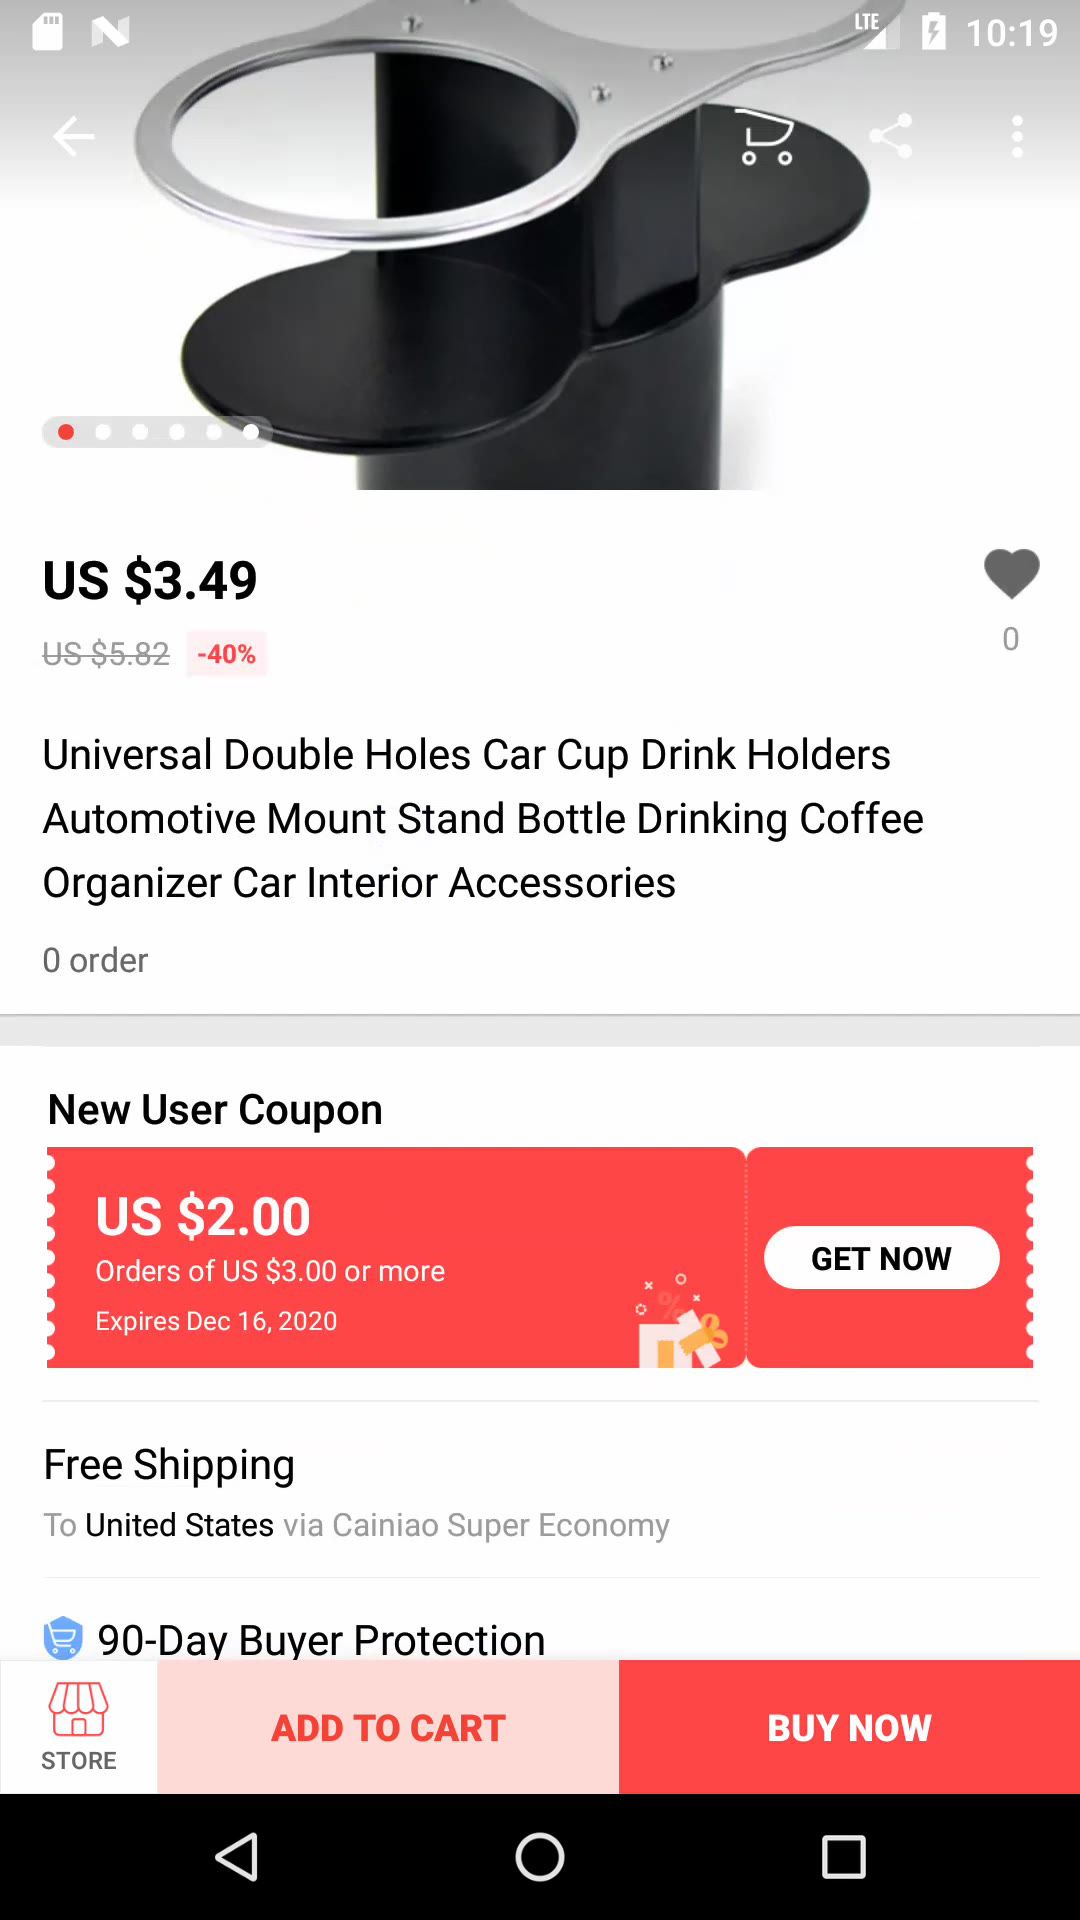 LTE
10:19
US $3.49
US $5.82 -40%
0
Universal Double Holes Car Cup Drink Holders
Automotive Mount Stand Bottle Drinking Coffee
Organizer Car Interior Accessories
0 order
New User Coupon
US $2.00
Orders of US $3.00 or more
Expires Dec 16, 2020
%
GET NOW
Free Shipping
To United States via Cainiao Super Economy
90-Day Buyer Protection
STORE
ADD TO CART
BUY NOW